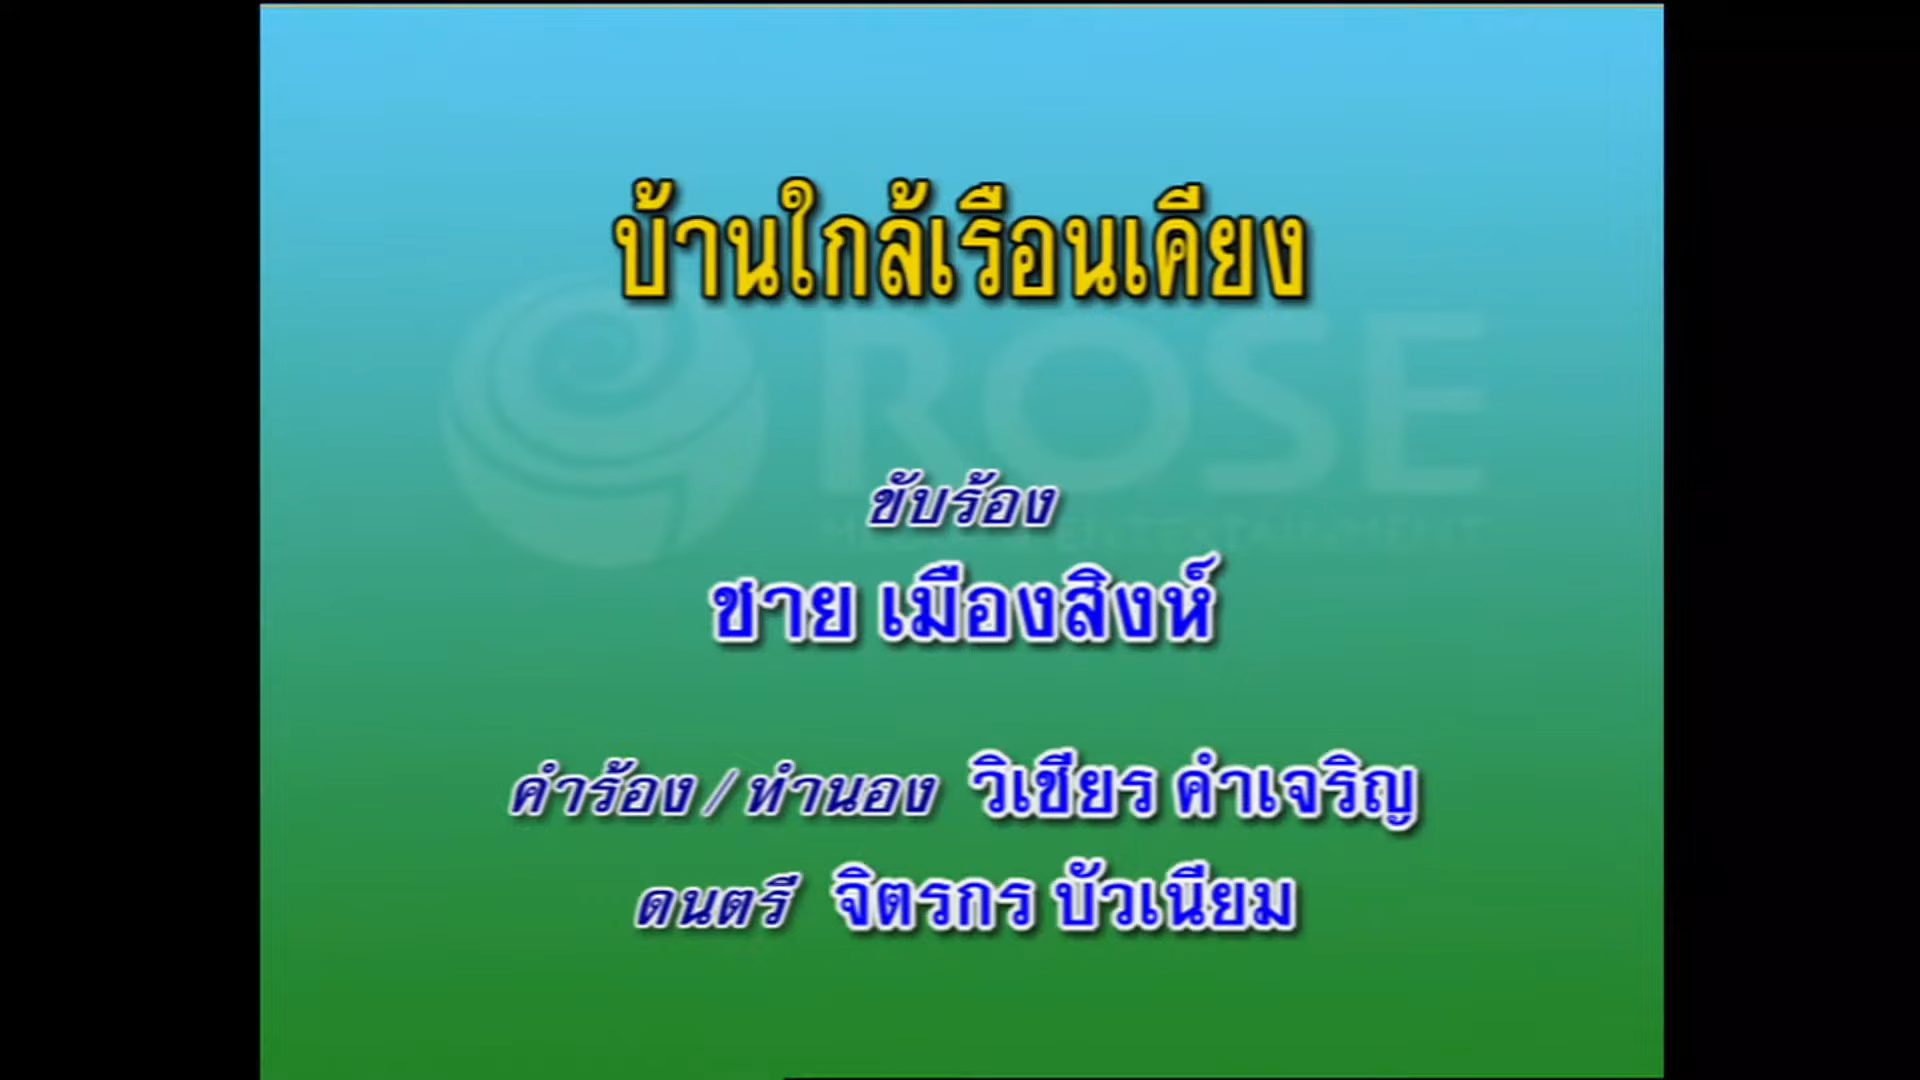 บ้านใกล้เรือนเคียง
ROSE
ขับร้อง
ENTERTAINMENT
ชาย เมืองสิงห์
คำร้อง / ทำนอง วิเชียร คำเจริญ
ดนตรี จิตรกร บัวเนียม